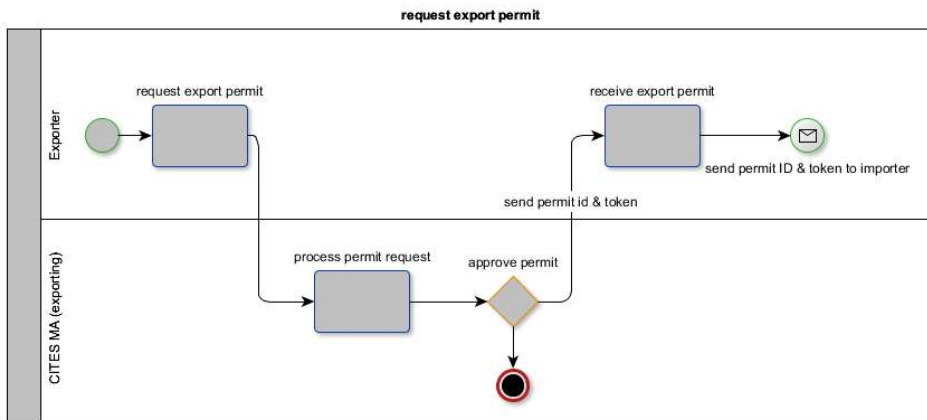 request export permit
Exporter
request export permit
receive export permit
send permit ID & token to importer
send permit id & token
CITES MA (exporting)
process permit request
approve permit